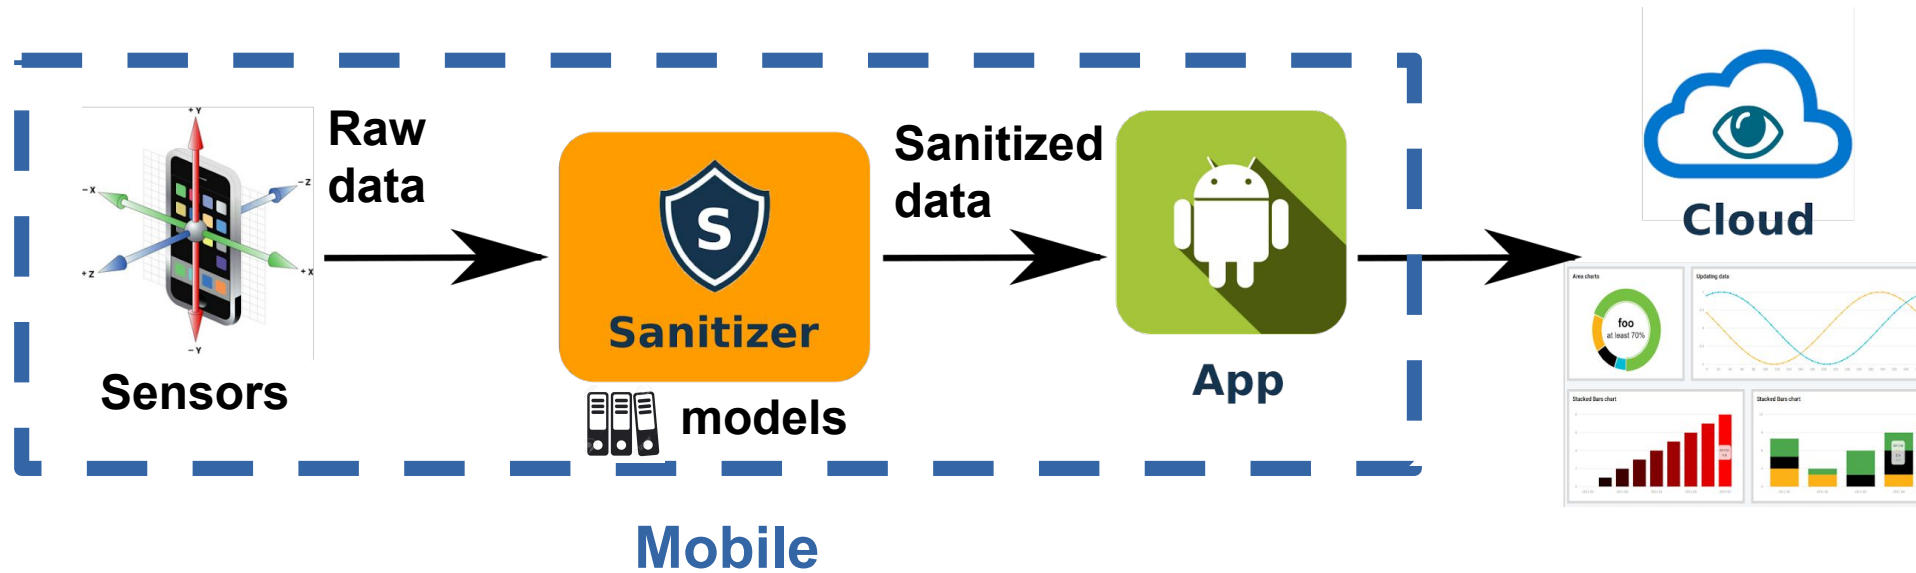 + Y
- X
- Z
+ Z
+ X
- Y
Sensors
Raw
data
S
Sanitizer
models
Sanitized
data
App
Mobile
Cloud
Area charts
foo
at least 70%
Updating data
Stacked Bars chart
Stacked Bars chart